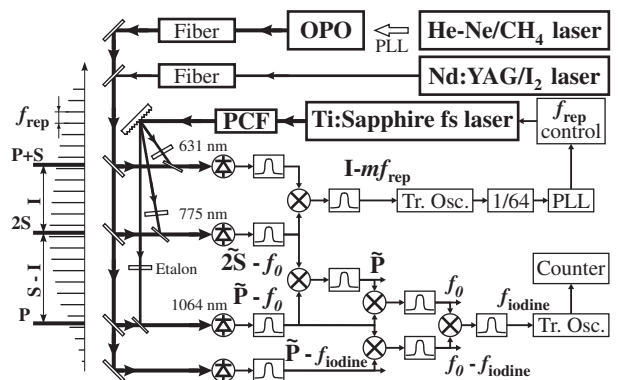 Fiber
OPO
PLL
He-Ne/CH4 laser
Fiber
Nd:YAG/I2 laser
frep
PCF
Ti:Sapphire fs laser
frep
control
P+S
631 nm
I-mfrep
Tr. Osc.
1/64
PLL
I
775 nm
2S
2S̃ - f0
Etalon
P̃
S - I
P̃ - f0
f0
Counter
1064 nm
fiodine
P
Tr. Osc.
P̃ - fiodine
f0 - fiodine